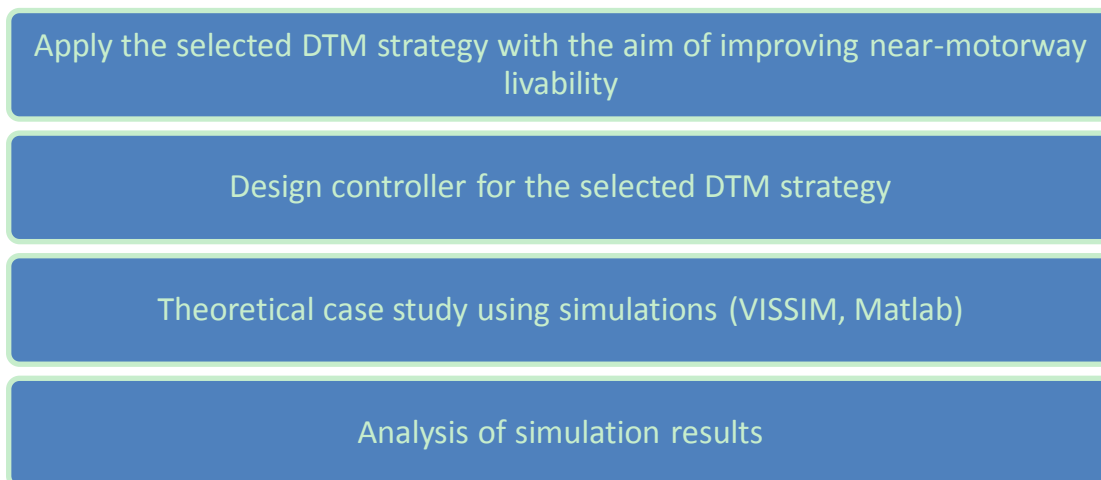 Apply the selected DTM strategy with the aim of improving near-motorway
livability
Design controller for the selected DTM strategy
Theoretical case study using simulations (VISSIM, Matlab)
Analysis of simulation results